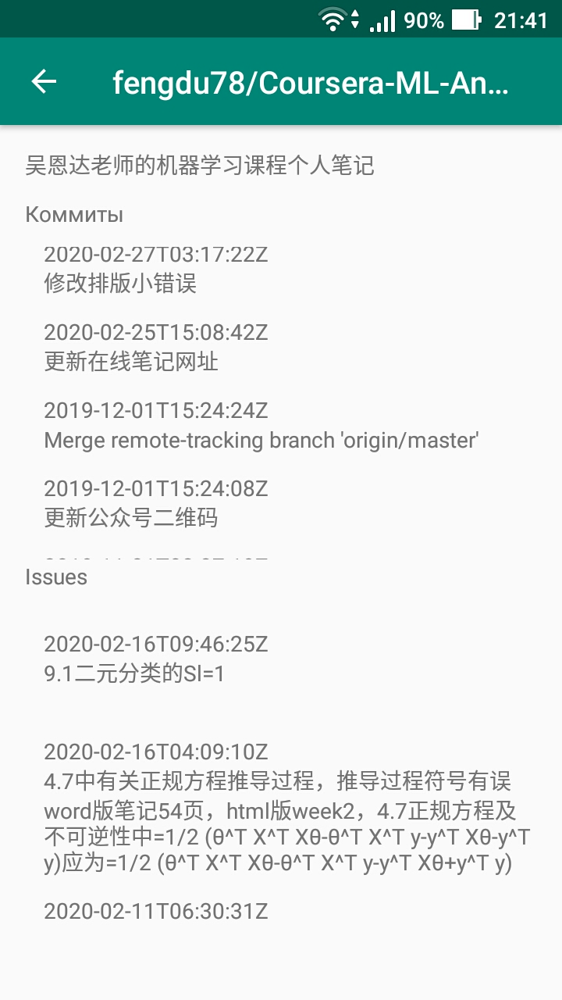 90% 21:41
fengdu78/Coursera-ML-An...
吴恩达老师的机器学习课程个人笔记
Коммиты
2020-02-27T03:17:22Z
修改排版小错误
2020-02-25T15:08:42Z
更新在线笔记网址
2019-12-01T15:24:24Z
Merge remote-tracking branch 'origin/master'
2019-12-01T15:24:08Z
更新公众号二维码
Issues
2020-02-16T09:46:25Z
9.1二元分类的Sl=1
2020-02-16T04:09:10Z
4.7中有关正规方程推导过程，推导过程符号有误
word版笔记54页，html版week2，4.7正规方程及
不可逆性中=1/2 (θ^T X^T Xθ-θ^T X^T y-y^T Xθ-y^T
y)应为=1/2 (θ^T X^T Xθ-θ^T X^T y-y^T Xθ+y^T y)
2020-02-11T06:30:31Z